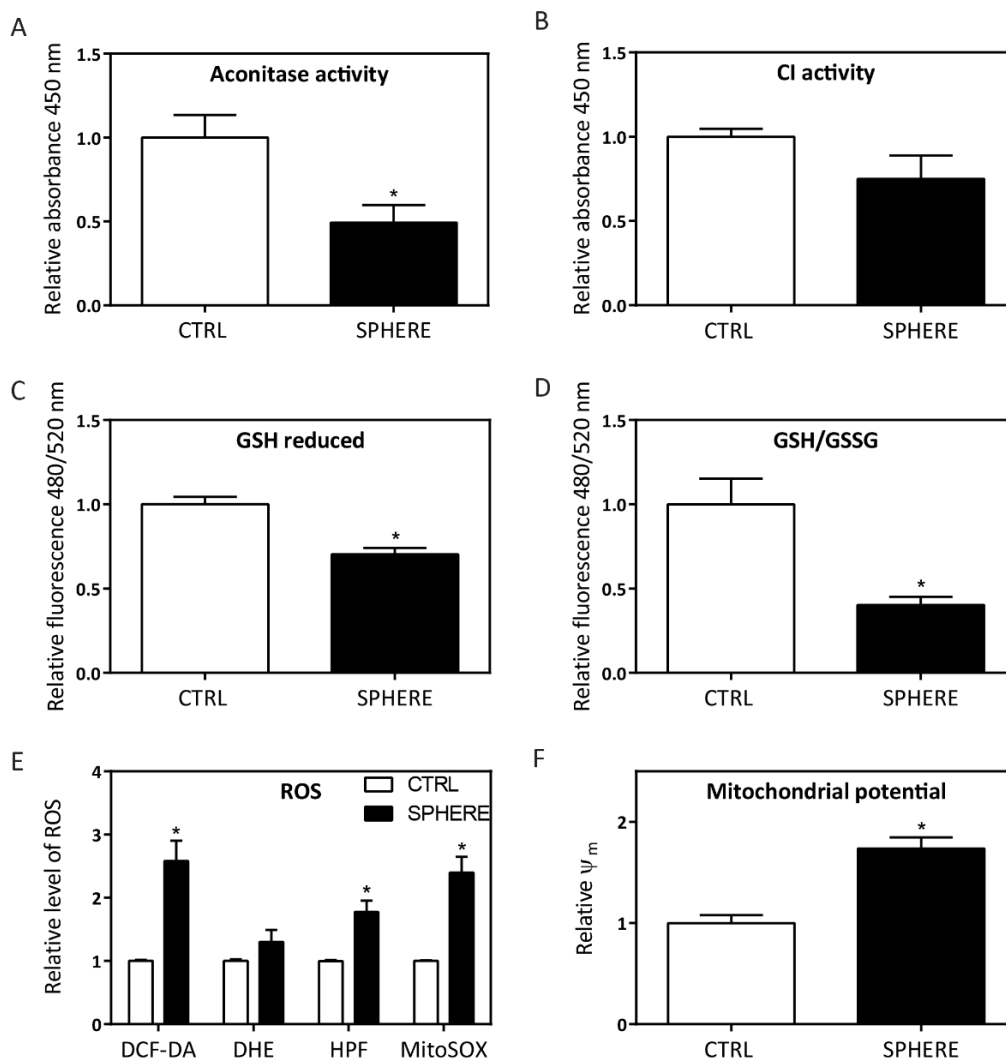 A
Relative absorbance 450 nm
1.5
1.0
0.5
0.0
Aconitase activity
*
CTRL
SPHERE
B
Relative absorbance 450 nm
1.5
1.0
0.5
0.0
CI activity
CTRL
SPHERE
C
Relative fluorescence 480/520 nm
1.5
1.0
0.5
0.0
GSH reduced
*
CTRL
SPHERE
D
Relative fluorescence 480/520 nm
1.5
1.0
0.5
0.0
GSH/GSSG
*
CTRL
SPHERE
E
Relative level of ROS
4
3
2
1
0
ROS
CTRL
SPHERE
*
*
*
DCF-DA
DHE
HPF
MitoSOX
F
Relative Ψm
2
1
0
Mitochondrial potential
*
CTRL
SPHERE